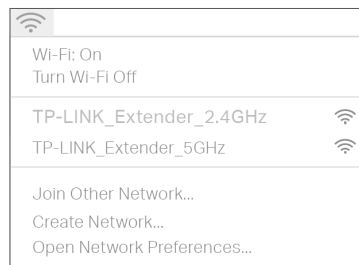 Wi-Fi: On
Turn Wi-Fi Off
TP-LINK_Extender_2.4GHz
TP-LINK_Extender_5GHz
Join Other Network...
Create Network...
Open Network Preferences...